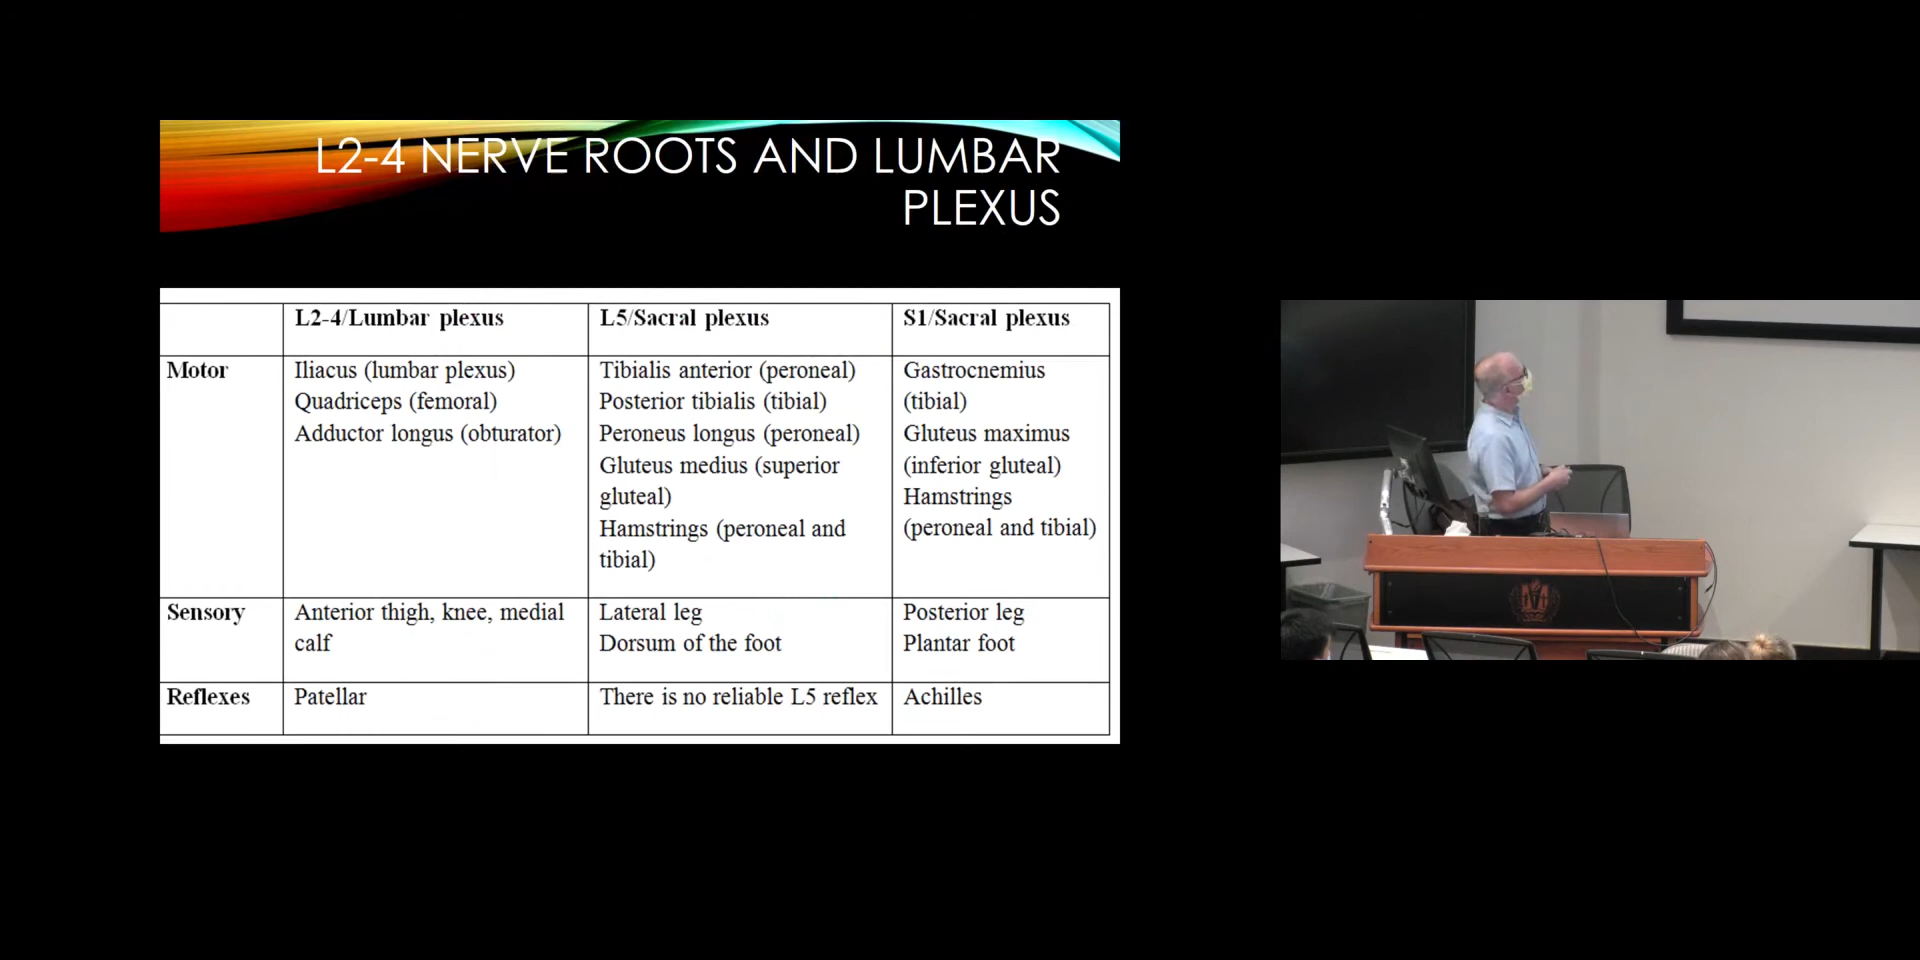 L2-4 NERVE ROOTS AND LUMBAR
PLEXUS
L2-4/Lumbar plexus
L5/Sacral plexus
S1/Sacral plexus
Motor
Iliacus (lumbar plexus)
Quadriceps (femoral)
Adductor longus (obturator)
Tibialis anterior (peroneal)
Posterior tibialis (tibial)
Peroneus longus (peroneal)
Gluteus medius (superior
gluteal)
Hamstrings (peroneal and
tibial)
Gastrocnemius
(tibial)
Gluteus maximus
(inferior gluteal)
Hamstrings
(peroneal and tibial)
Sensory
Anterior thigh, knee, medial
calf
Lateral leg
Dorsum of the foot
Posterior leg
Plantar foot
Reflexes
Patellar
There is no reliable L5 reflex
Achilles